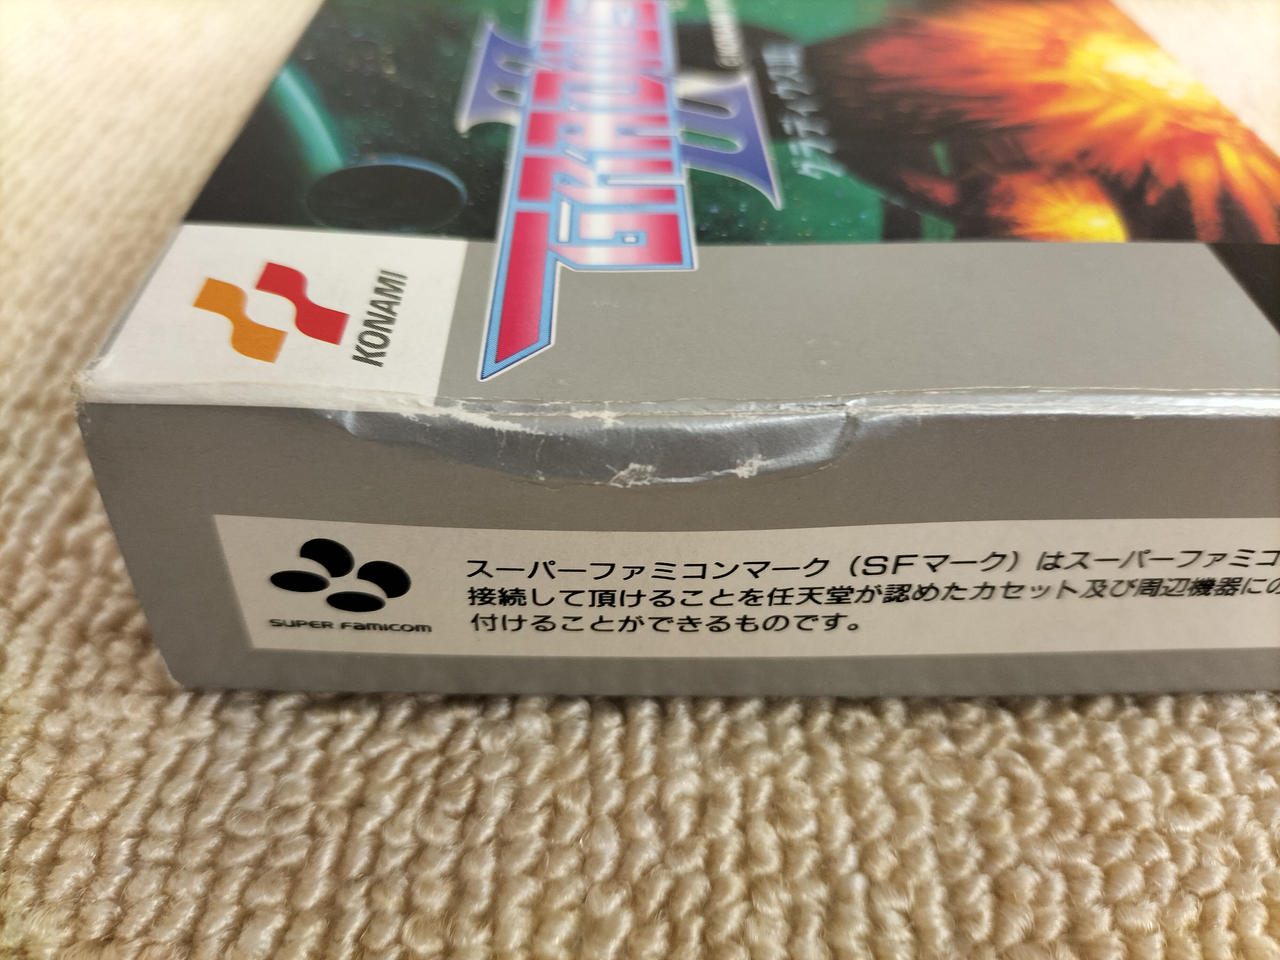 GRADIUS
III
グラディウスIII
KONAMI
SUPER FAMICOM
スーパーファミコンマーク（SFマーク）はスーパーファミコ
接続して頂けることを任天堂が認めたカセット及び周辺機器にの
付けることができるものです。